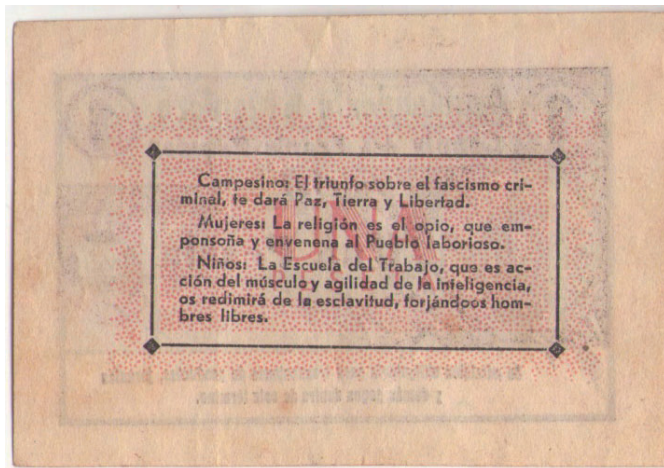 Campesino: El triunfo sobre el fascismo cri-
minal, te dará Paz, Tierra y Libertad.
Mujeres: La religión es el opio, que em-
ponsoña y envenena al Pueblo laborioso.
Niños: La Escuela del Trabajo, que es ac-
ción del músculo y agilidad de la inteligencia,
os redimirá de la esclavitud, forjándoos hom-
bres libres.
UNA